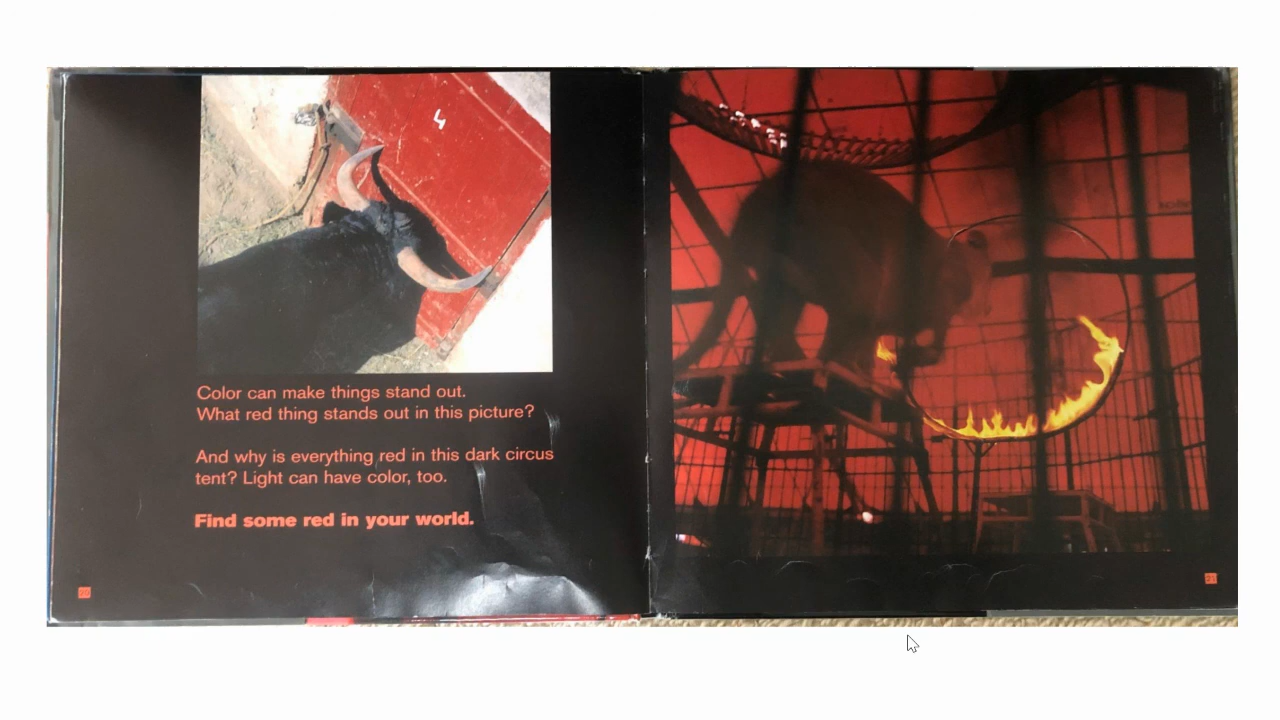 Color can make things stand out.
What red thing stands out in this picture?
And why is everything red in this dark circus
tent? Light can have color, too.
Find some red in your world.